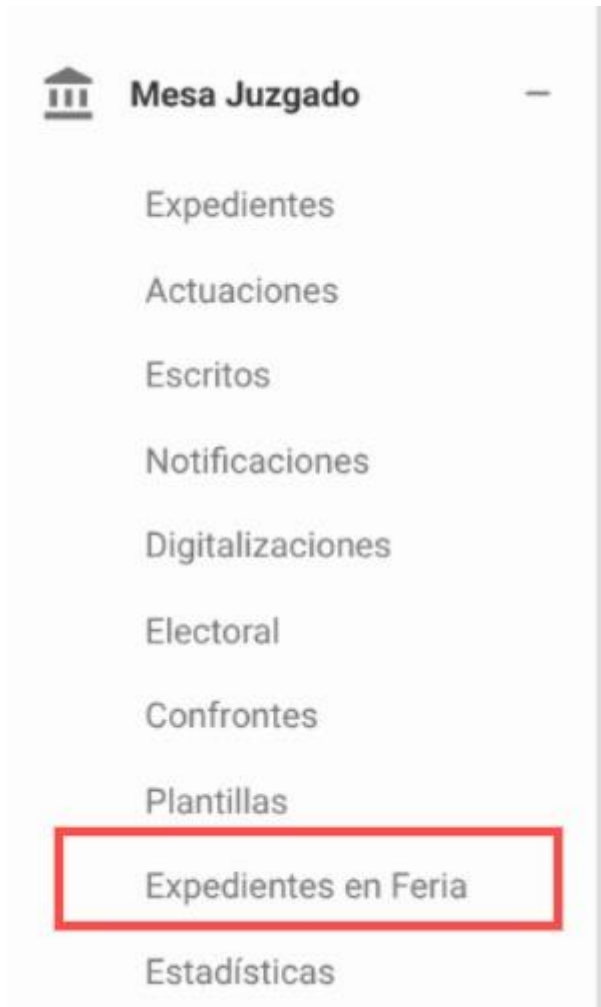 Mesa Juzgado
Expedientes
Actuaciones
Escritos
Notificaciones
Digitalizaciones
Electoral
Confrontes
Plantillas
Expedientes en Feria
Estadísticas